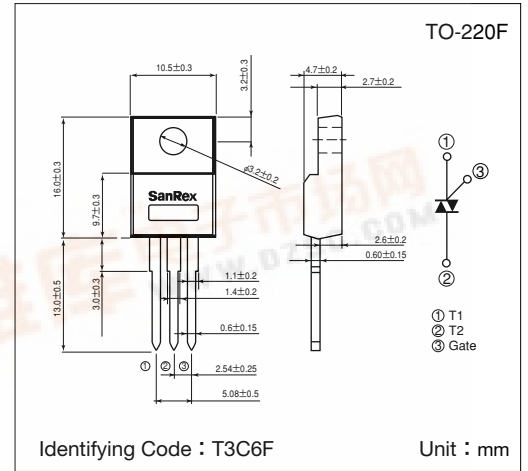 TO-220F
10.5±0.3
3.2±0.3
4.7±0.2
2.7±0.2
16.0±0.3
9.7±0.3
φ3.2±0.2
SanRex
①
③
②
2.6±0.2
0.60±0.15
13.0±0.5
3.0±0.3
1.1±0.2
1.4±0.2
0.6±0.15
① ② ③
2.54±0.25
5.08±0.5
① T1
② T2
③ Gate
Identifying Code：T3C6F
Unit：mm